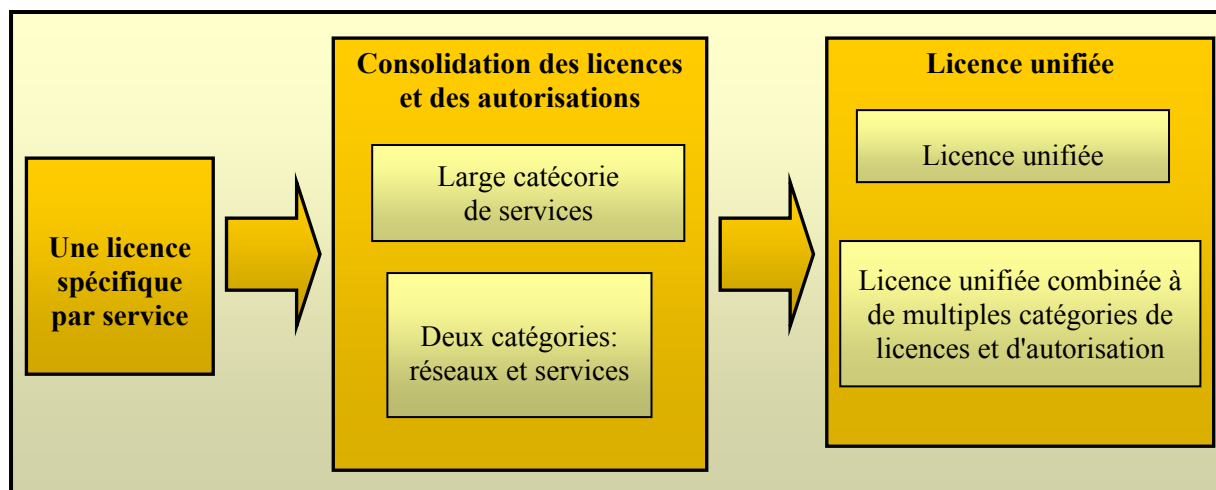 Une licence
spécifique
par service
Consolidation des licences
et des autorisations
Large catécorie
de services
Deux catégories:
réseaux et services
Licence unifiée
Licence unifiée
Licence unifiée combinée à
de multiples catégories de
licences et d'autorisation